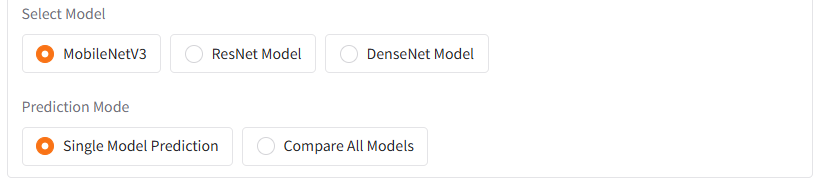 Select Model
MobileNetV3 ResNet Model DenseNet Model
Prediction Mode
Single Model Prediction Compare All Models